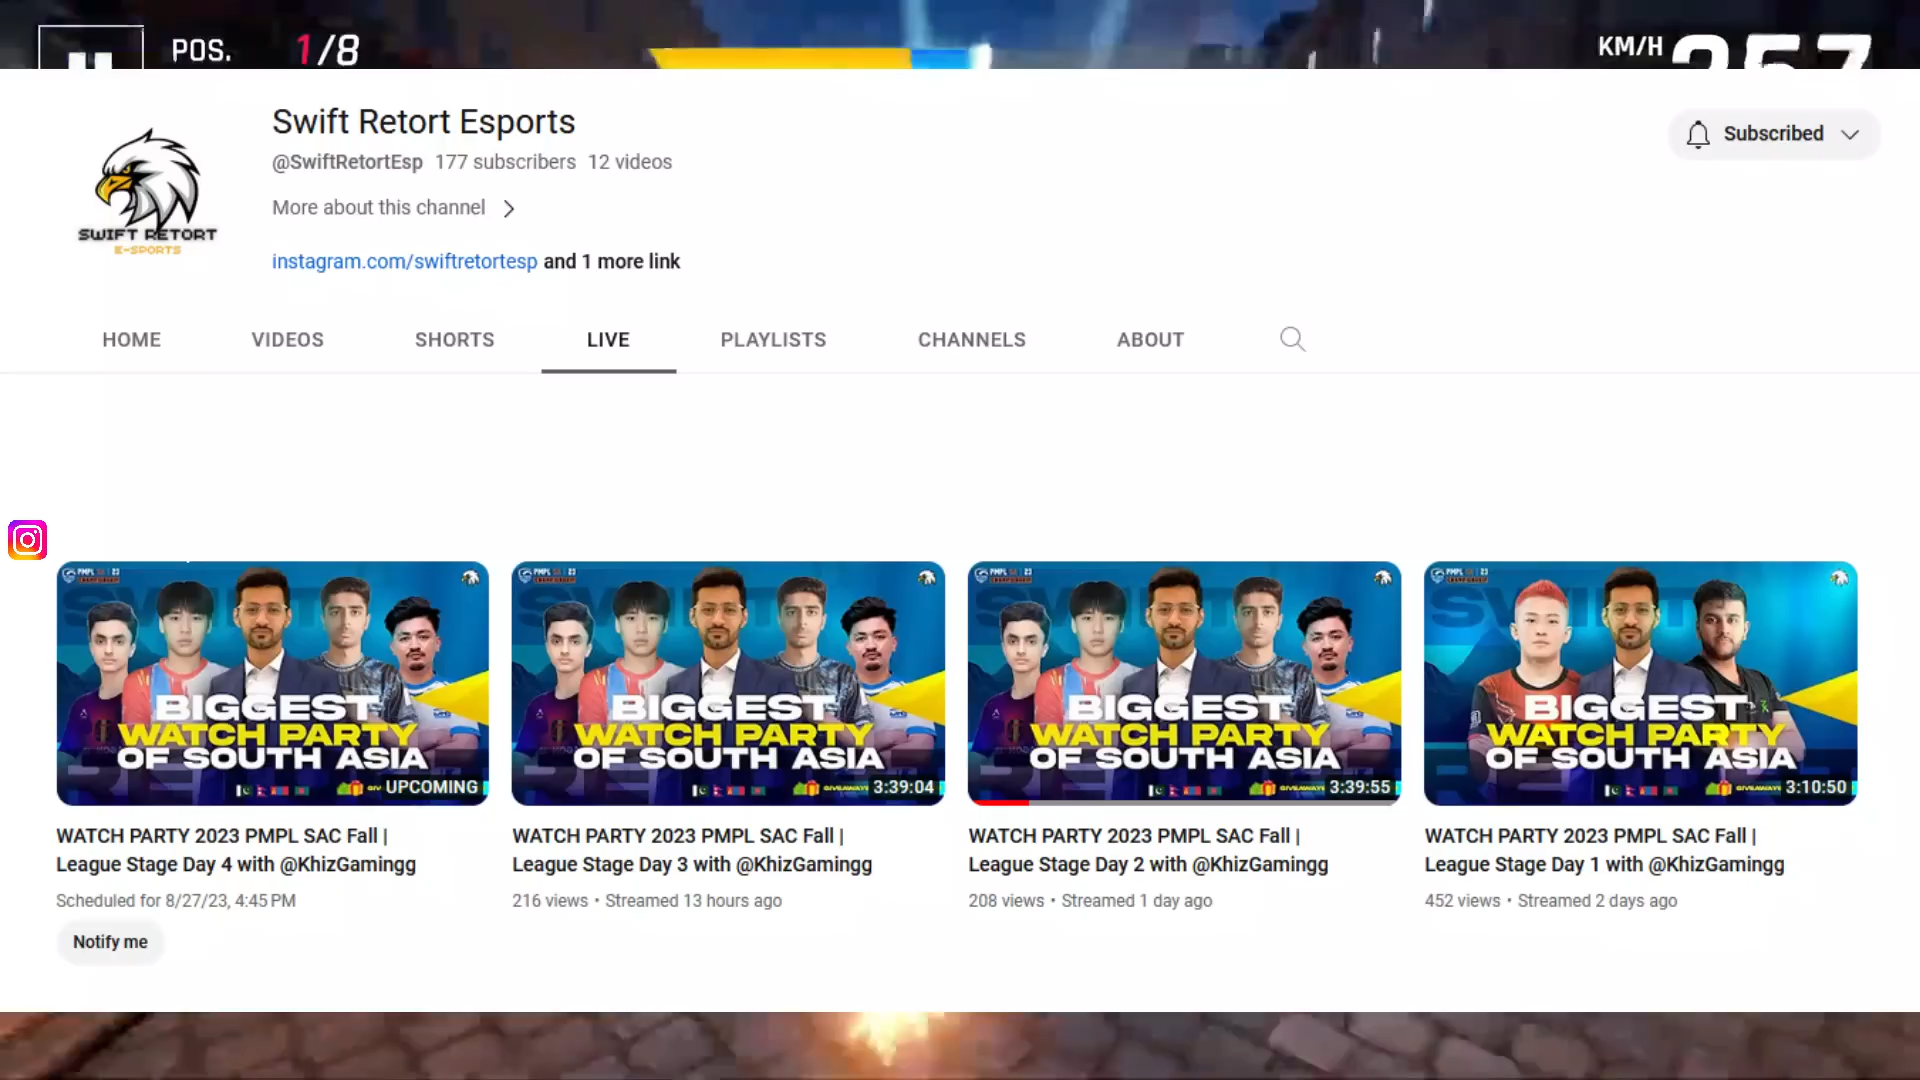 POS. 1/8
KM/H 257
Swift Retort Esports
@SwiftRetortEsp 177 subscribers 12 videos
More about this channel
instagram.com/swiftretortesp and 1 more link
Subscribed
SWIFT RETORT
E-SPORTS
HOME VIDEOS SHORTS LIVE PLAYLISTS CHANNELS ABOUT
BIGGEST
WATCH PARTY
OF SOUTH ASIA
UPCOMING
WATCH PARTY 2023 PMPL SAC Fall |
League Stage Day 4 with @KhizGamingg
Scheduled for 8/27/23, 4:45 PM
Notify me
BIGGEST
WATCH PARTY
OF SOUTH ASIA
3:39:04
WATCH PARTY 2023 PMPL SAC Fall |
League Stage Day 3 with @KhizGamingg
216 views • Streamed 13 hours ago
BIGGEST
WATCH PARTY
OF SOUTH ASIA
GIVEAWAY
3:39:55
WATCH PARTY 2023 PMPL SAC Fall |
League Stage Day 2 with @KhizGamingg
208 views • Streamed 1 day ago
SWIFT
BIGGEST
WATCH PARTY
OF SOUTH ASIA
GIVEAWAY
3:10:50
WATCH PARTY 2023 PMPL SAC Fall |
League Stage Day 1 with @KhizGamingg
452 views • Streamed 2 days ago